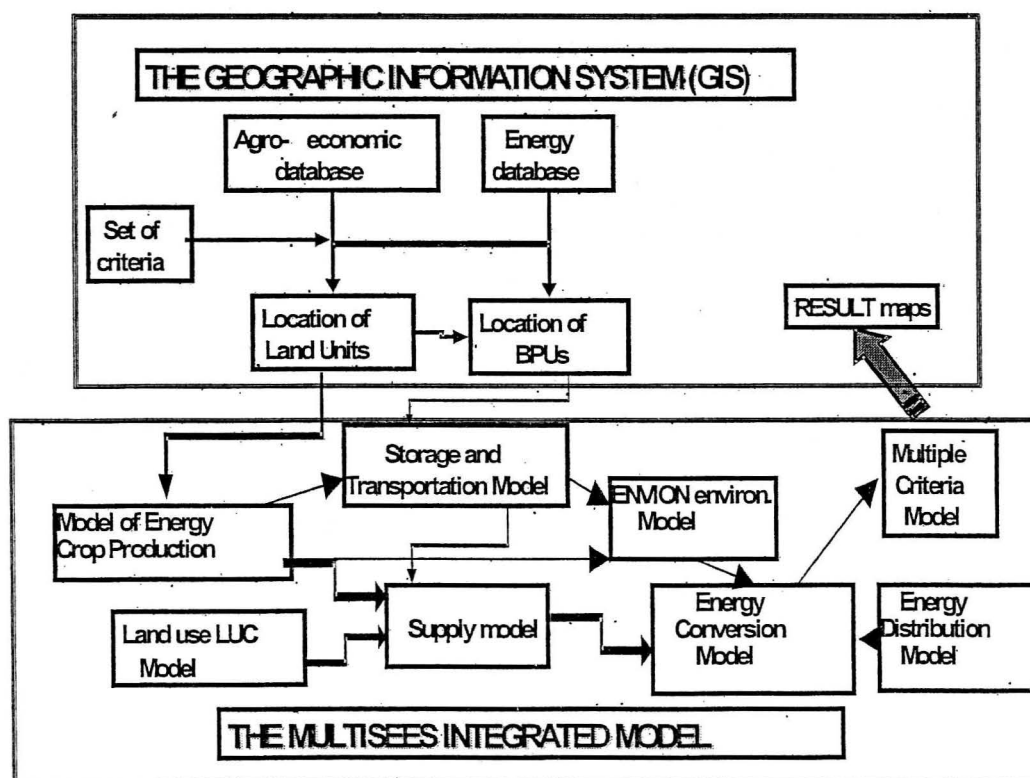 THE GEOGRAPHIC INFORMATION SYSTEM (GIS)
Agro- economic
database
Energy
database
Set of
criteria
Location of
Land Units
Location of
BPUs
RESULT maps
Storage and
Transportation Model
Multiple
Criteria
Model
ENVION environ.
Model
Model of Energy
Crop Production
Land use LUC
Model
Supply model
Energy
Conversion
Model
Energy
Distribution Model
THE MULTISEES INTEGRATED MODEL